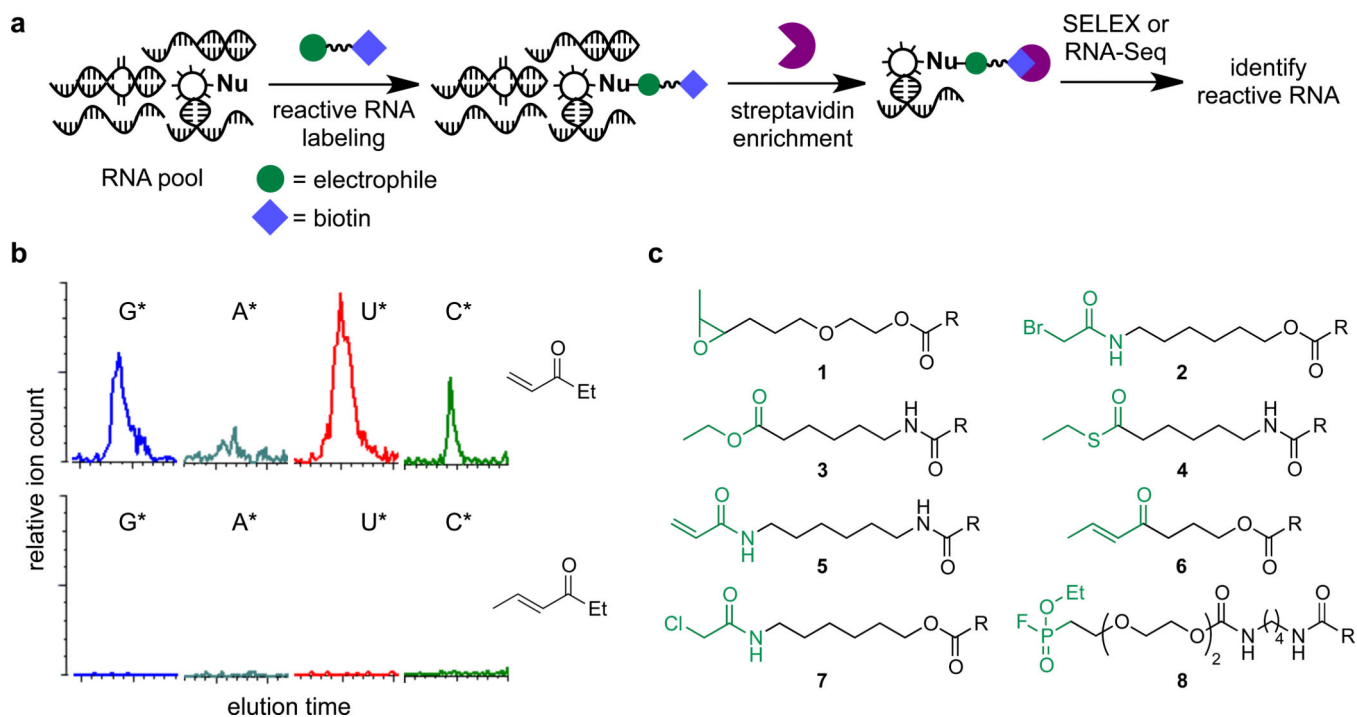 a
Nu
reactive RNA
labeling
RNA pool
= electrophile
= biotin
Nu
streptavidin
enrichment
Nu
SELEX or
RNA-Seq
identify
reactive RNA
b
relative ion count
G* A* U* C*
O
Et
G* A* U* C*
O
Et
elution time
c
O
O
O
R
O
1
O
Br
N
H
O
R
O
2
O
O
H
N
R
O
3
O
S
H
N
R
O
4
O
N
H
H
N
R
O
5
O
O
R
O
6
O
Cl
N
H
O
R
O
7
O
Et
F
P
O
(
O
O
)
2
O
N
H
( )
4
N
H
O
R
8